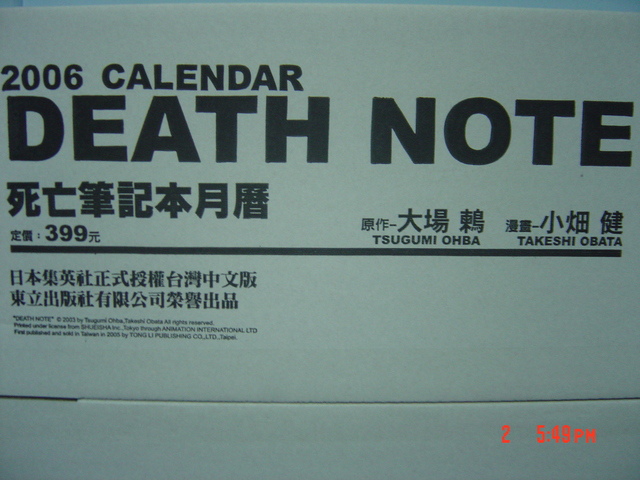 2006 CALENDAR
DEATH NOTE
死亡筆記本月曆
定價：399元
原作-大場 鶇 漫畫-小畑 健
TSUGUMI OHBA TAKESHI OBATA
日本集英社正式授權台灣中文版
東立出版社有限公司榮譽出品
"DEATH NOTE" © 2003 by Tsugumi Ohba,Takeshi Obata All rights reserved.
Printed under license from SHUEISHA Inc.,Tokyo through ANIMATION INTERNATIONAL LTD
First published and sold in Taiwan in 2005 by TONG LI PUBLISHING CO.,LTD.,Taipei.
2 5:49PM